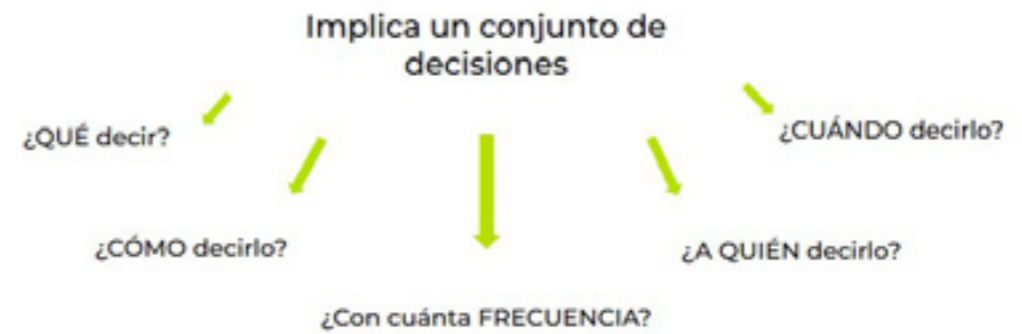 Implica un conjunto de
decisiones
¿QUÉ decir?
¿CÓMO decirlo?
¿Con cuánta FRECUENCIA?
¿A QUIÉN decirlo?
¿CUÁNDO decirlo?